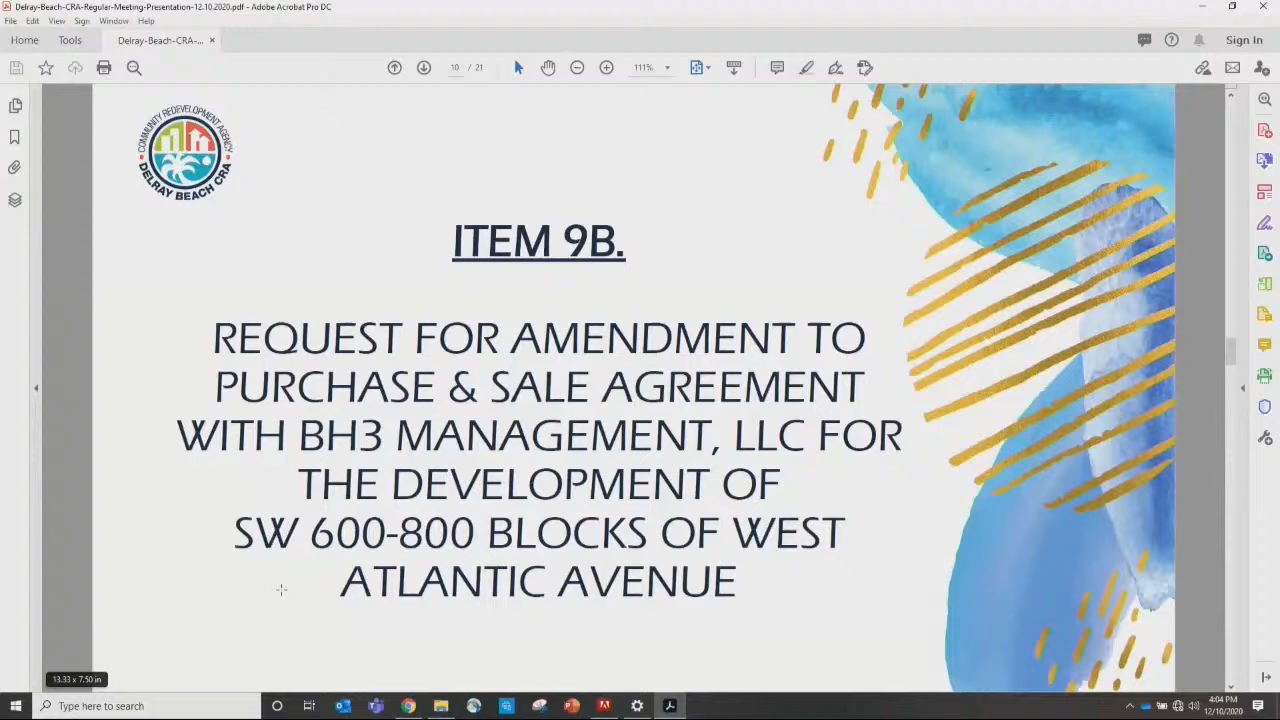 Delray-Beach-CRA-Regular-Meeting-Presentation-12.10.2020.pdf - Adobe Acrobat Pro DC
File Edit View Sign Window Help
Home Tools Delray-Beach-CRA-... × Sign In
10 / 21 111%
COMMUNITY REDEVELOPMENT AGENCY
DELRAY BEACH CRA
ITEM 9B.
REQUEST FOR AMENDMENT TO
PURCHASE & SALE AGREEMENT
WITH BH3 MANAGEMENT, LLC FOR
THE DEVELOPMENT OF
SW 600-800 BLOCKS OF WEST
ATLANTIC AVENUE
13.33 x 7.50 in
Type here to search
4:04 PM
12/10/2020